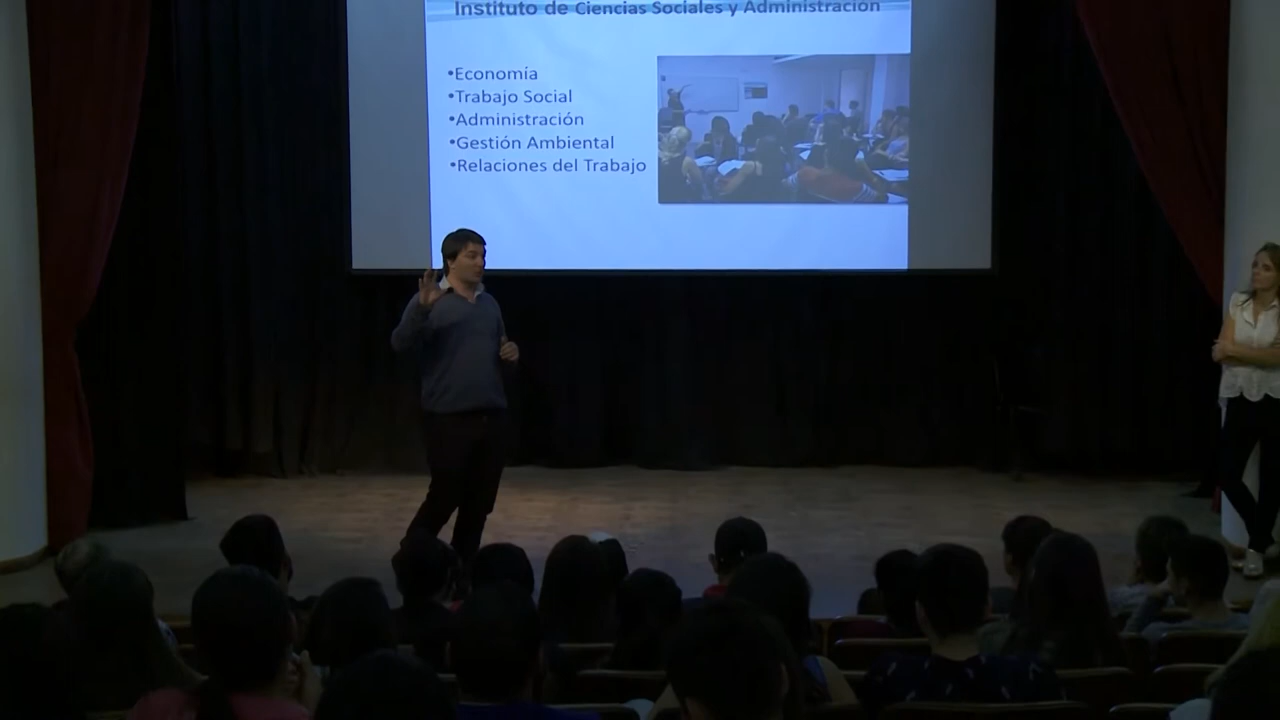 Instituto de Ciencias Sociales y Administración
•Economía
•Trabajo Social
•Administración
•Gestión Ambiental
•Relaciones del Trabajo